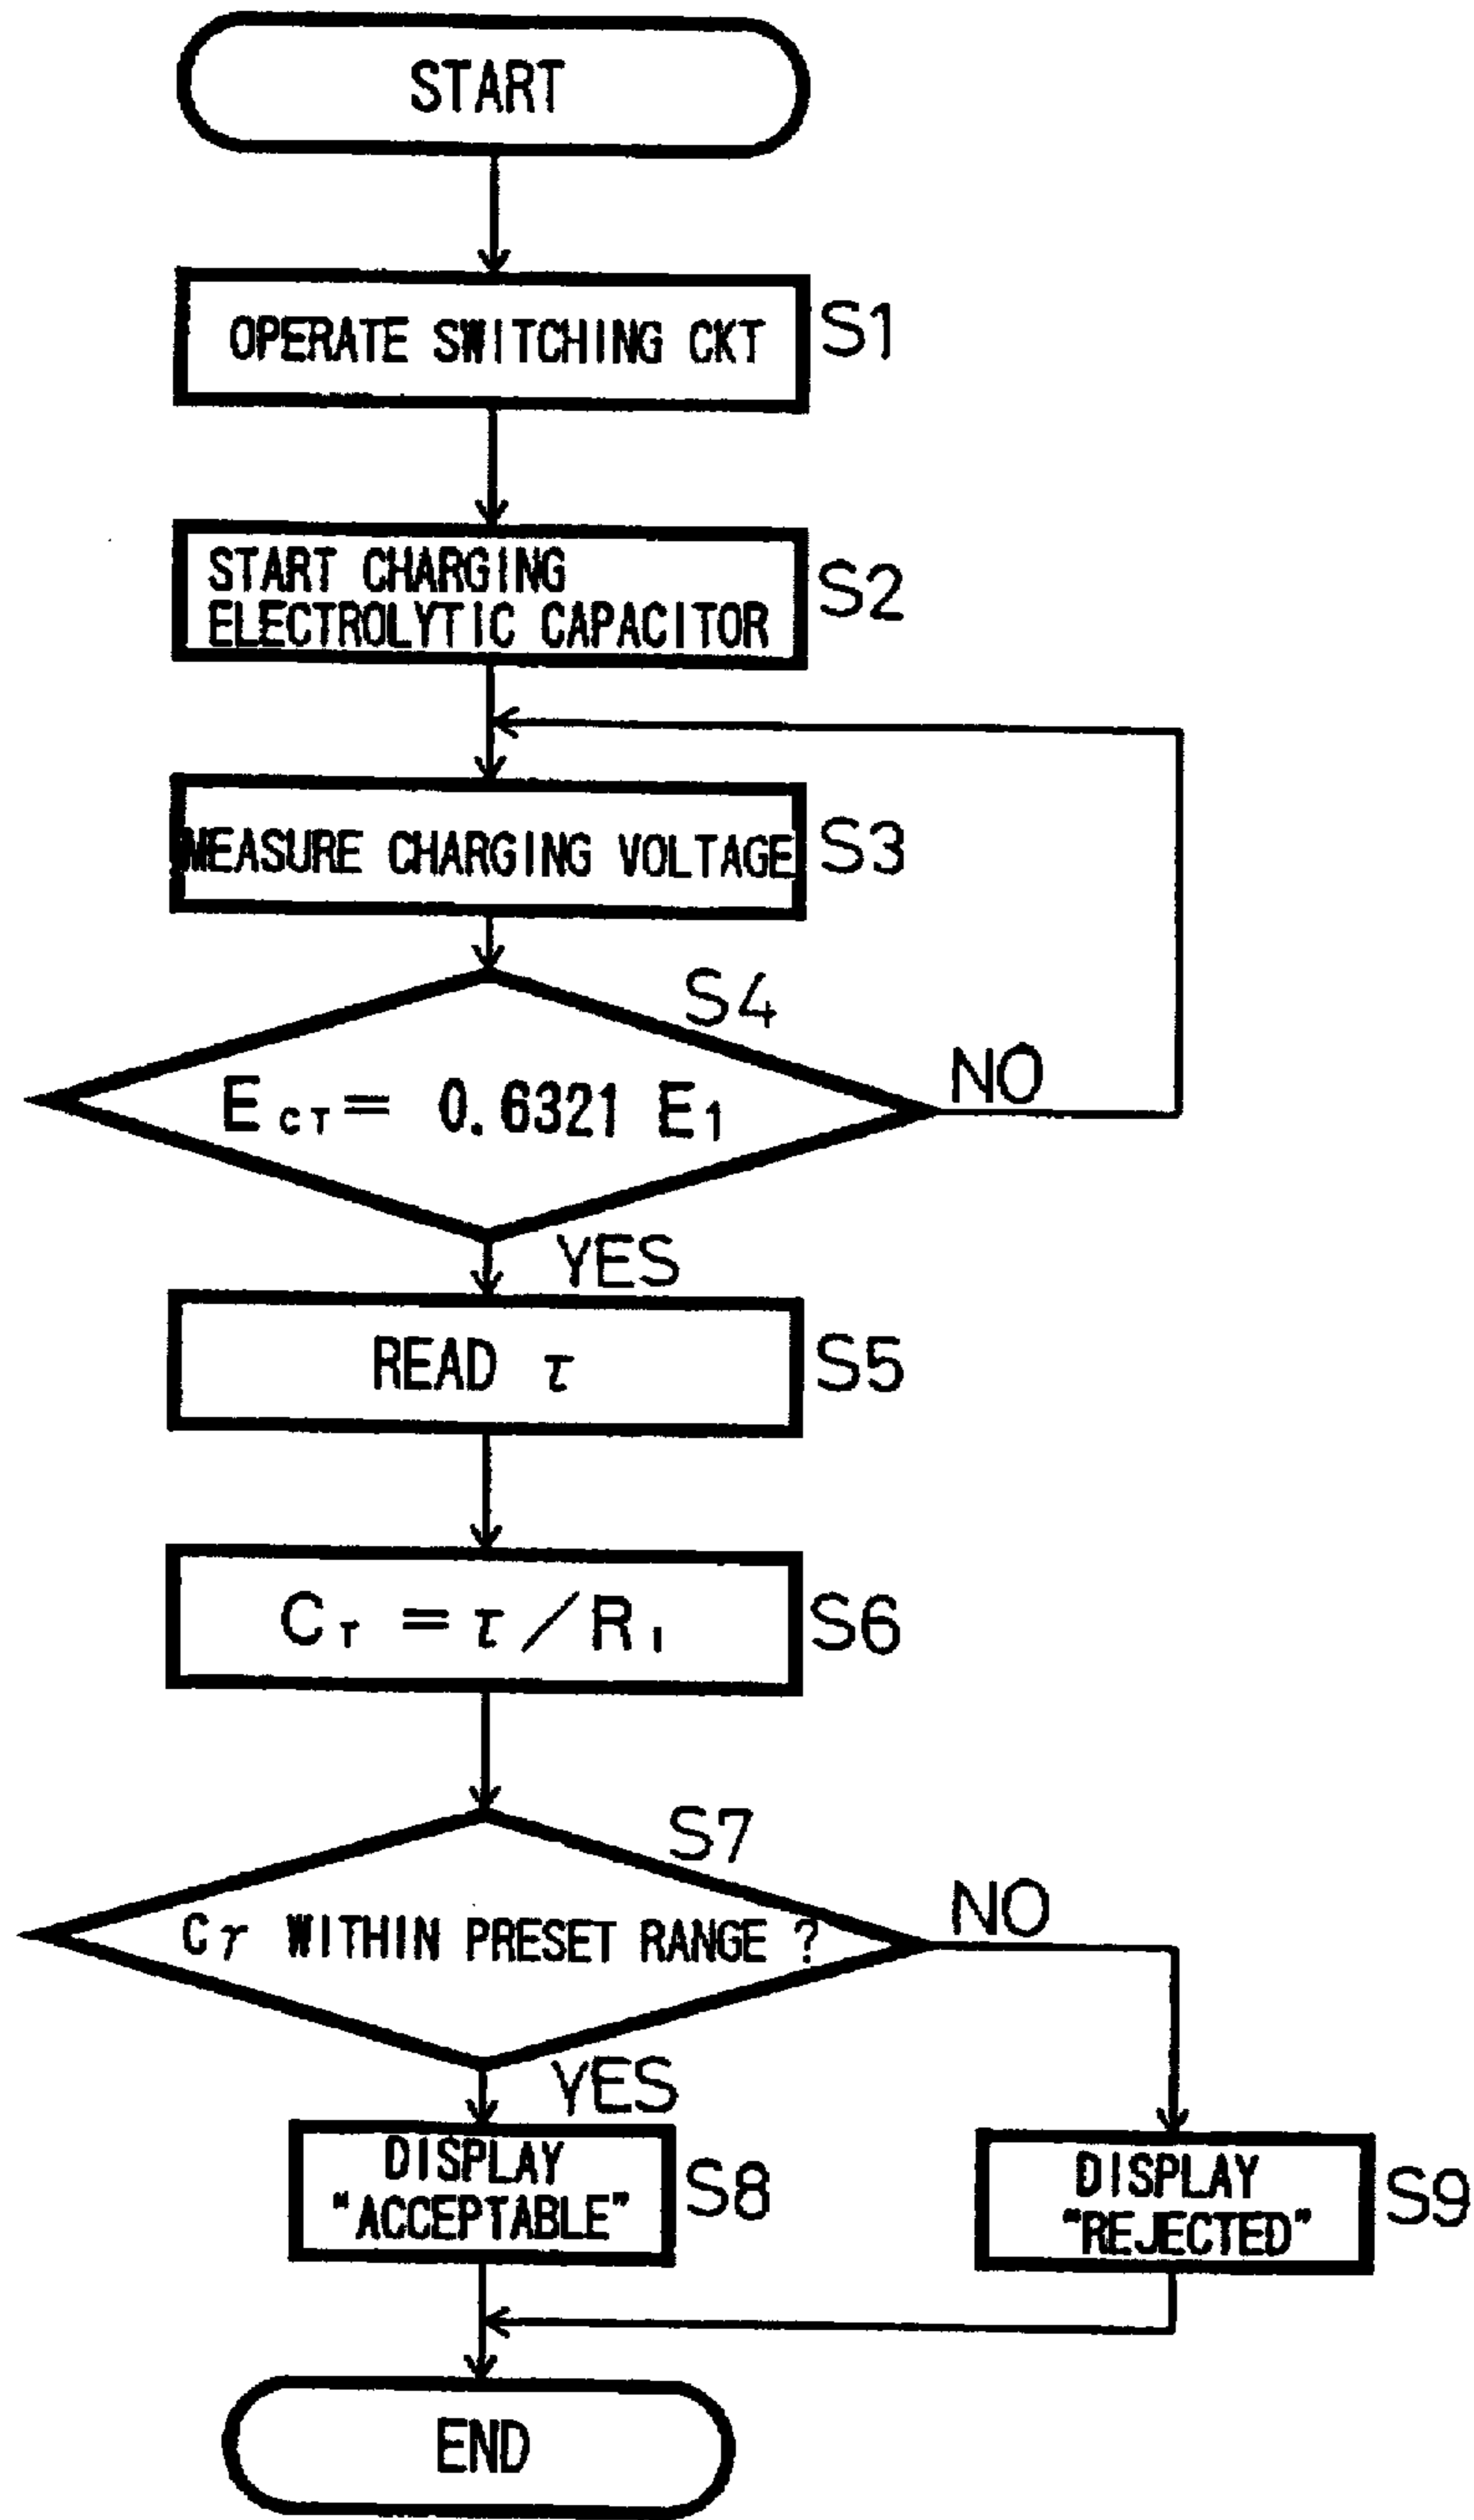 START
OPERATE SWITCHING CKT
S1
START CHARGING
ELECTROLYTIC CAPACITOR
S2
MEASURE CHARGING VOLTAGE
S3
S4
E CT = 0.6321 E1
NO
YES
READ τ
S5
CT = τ/R1
S6
S7
CT WITHIN PRESET RANGE ?
NO
YES
DISPLAY
"ACCEPTABLE"
S8
DISPLAY
"REJECTED"
S9
END